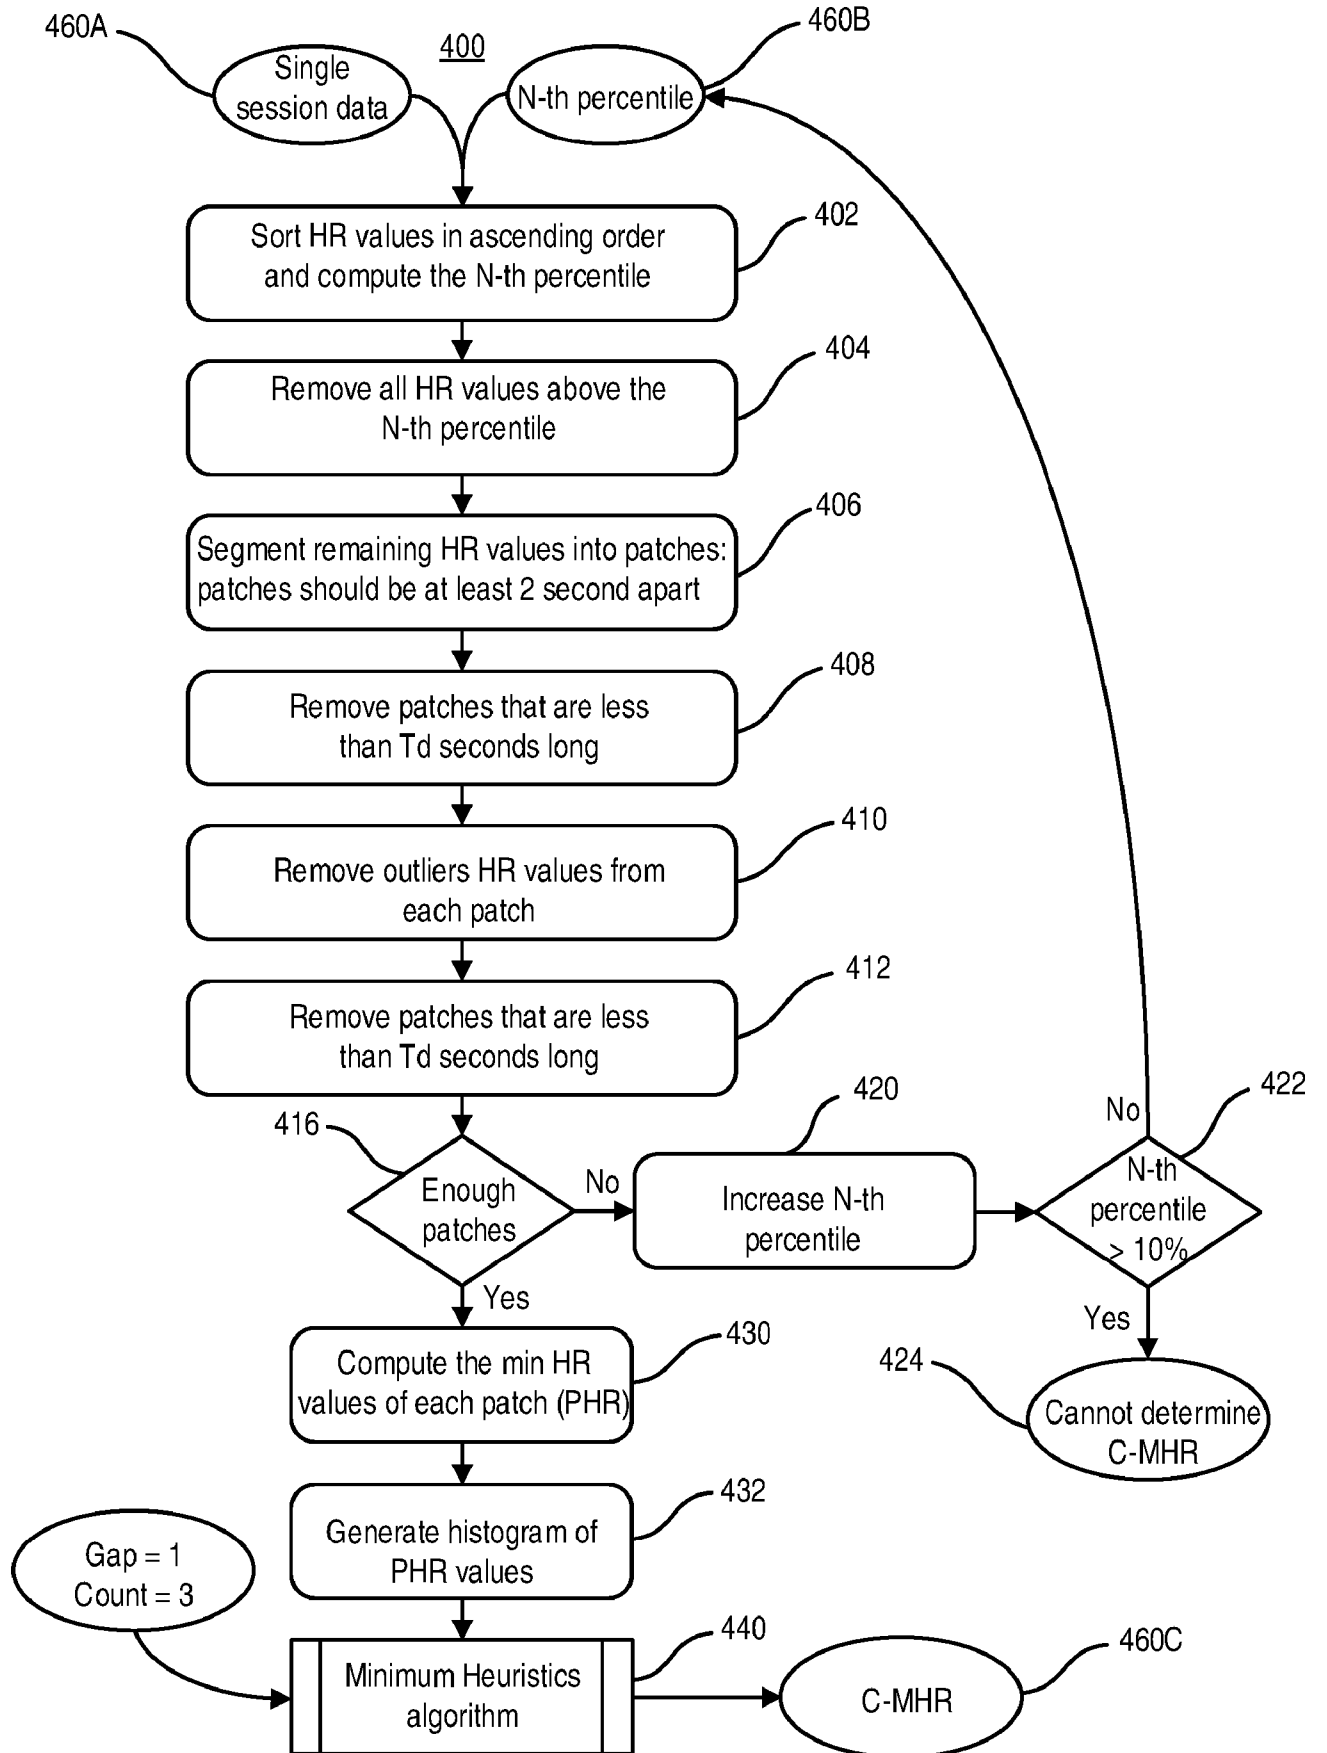 460A
400
460B
Single
session data
N-th percentile
402
Sort HR values in ascending order
and compute the N-th percentile
404
Remove all HR values above the
N-th percentile
406
Segment remaining HR values into patches:
patches should be at least 2 second apart
408
Remove patches that are less
than Td seconds long
410
Remove outliers HR values from
each patch
412
Remove patches that are less
than Td seconds long
416
Enough
patches
No
420
Increase N-th
percentile
No
422
N-th
percentile
> 10%
Yes
Yes
424
Cannot determine
C-MHR
430
Compute the min HR
values of each patch (PHR)
432
Generate histogram of
PHR values
Gap = 1
Count = 3
440
Minimum Heuristics
algorithm
460C
C-MHR